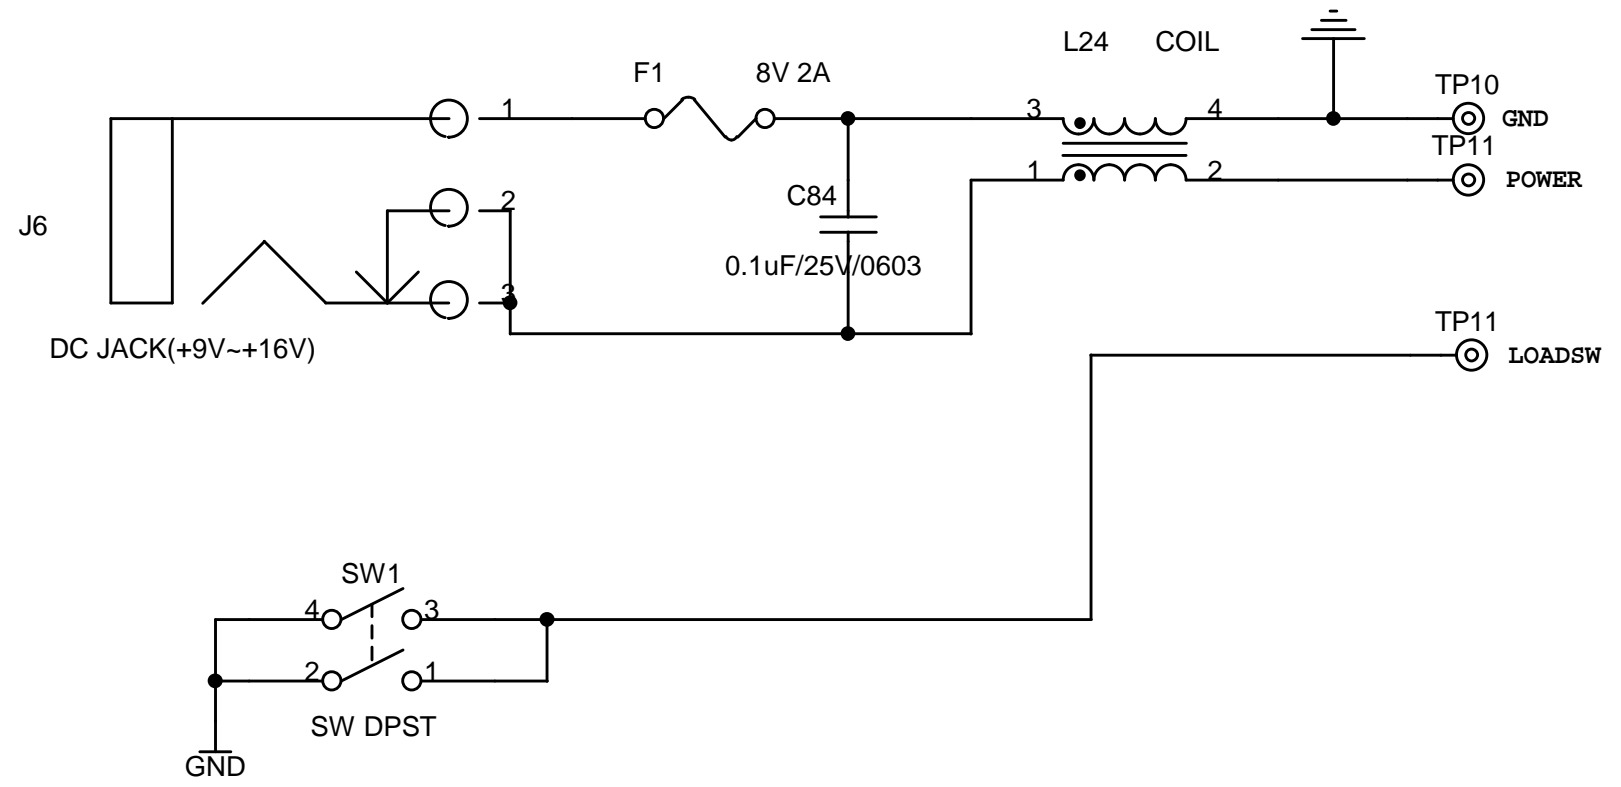 L24 COIL
F1 8V 2A
TP10
1
3
4
GND
TP11
1
2
POWER
C84
2
J6
0.1uF/25V/0603
3
TP11
DC JACK(+9V~+16V)
LOADSW
SW1
4
3
2
1
SW DPST
GND